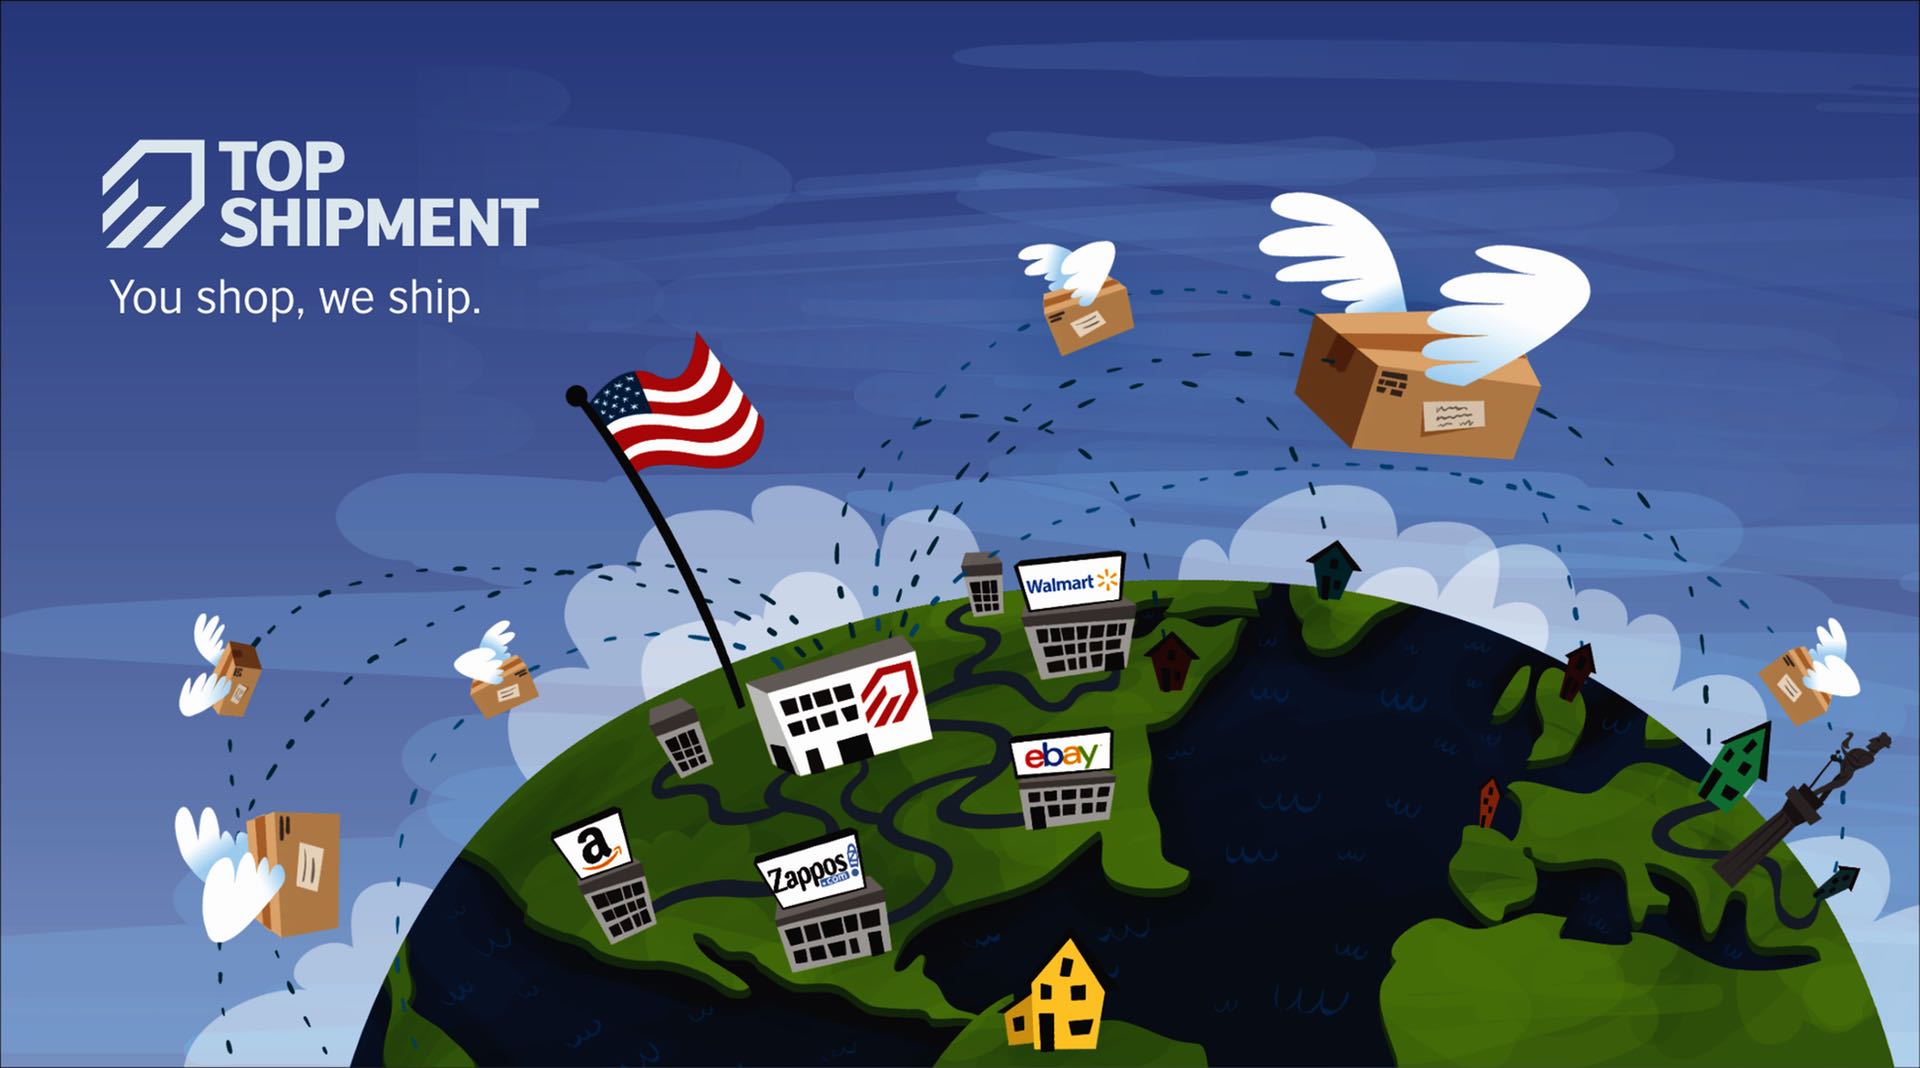 TOP
SHIPMENT
You shop, we ship.
Walmart
ebay
a
Zappos
.com